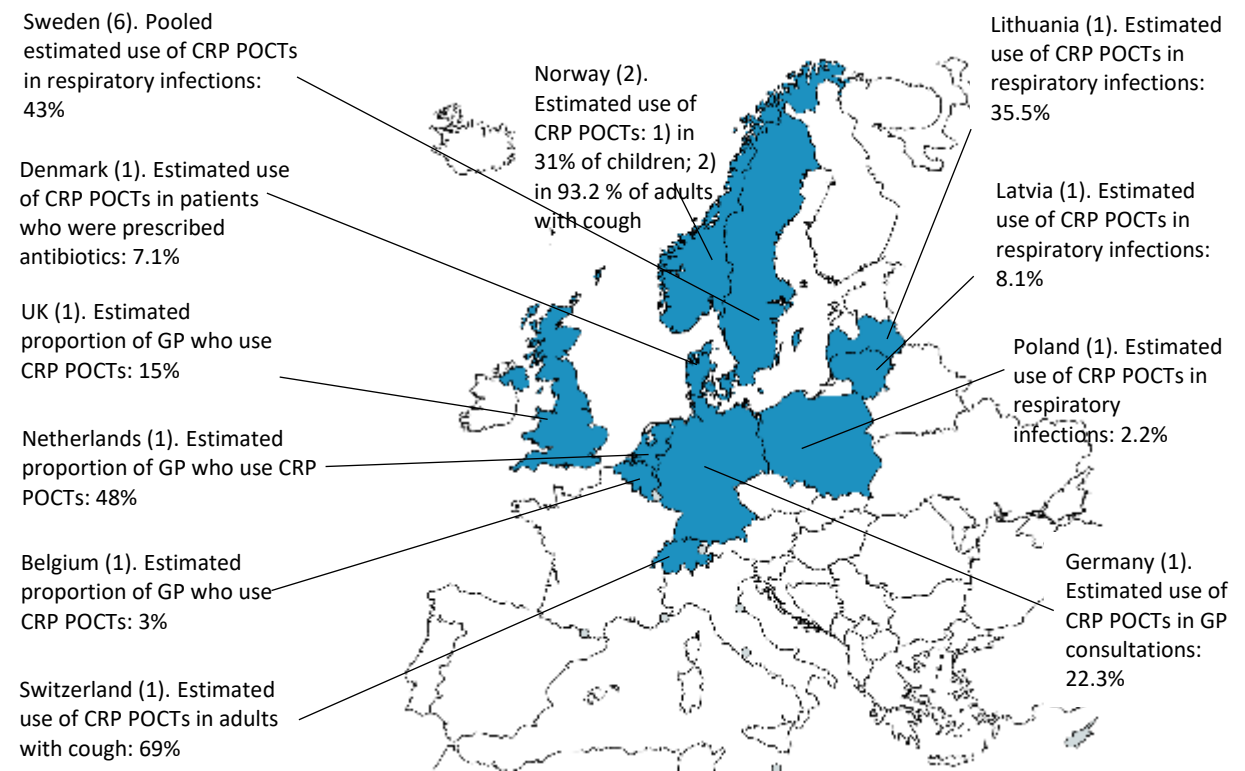 Sweden (6). Pooled
estimated use of CRP POCTs
in respiratory infections:
43%
Denmark (1). Estimated use
of CRP POCTs in patients
who were prescribed
antibiotics: 7.1%
UK (1). Estimated
proportion of GP who use
CRP POCTs: 15%
Netherlands (1). Estimated
proportion of GP who use CRP
POCTs: 48%
Belgium (1). Estimated
proportion of GP who use
CRP POCTs: 3%
Switzerland (1). Estimated
use of CRP POCTs in adults
with cough: 69%
Norway (2).
Estimated use of
CRP POCTs: 1) in
31% of children; 2)
in 93.2 % of adults
with cough
Lithuania (1). Estimated
use of CRP POCTs in
respiratory infections:
35.5%
Latvia (1). Estimated
use of CRP POCTs in
respiratory infections:
8.1%
Poland (1). Estimated
use of CRP POCTs in
respiratory
infections: 2.2%
Germany (1).
Estimated use of
CRP POCTs in GP
consultations:
22.3%